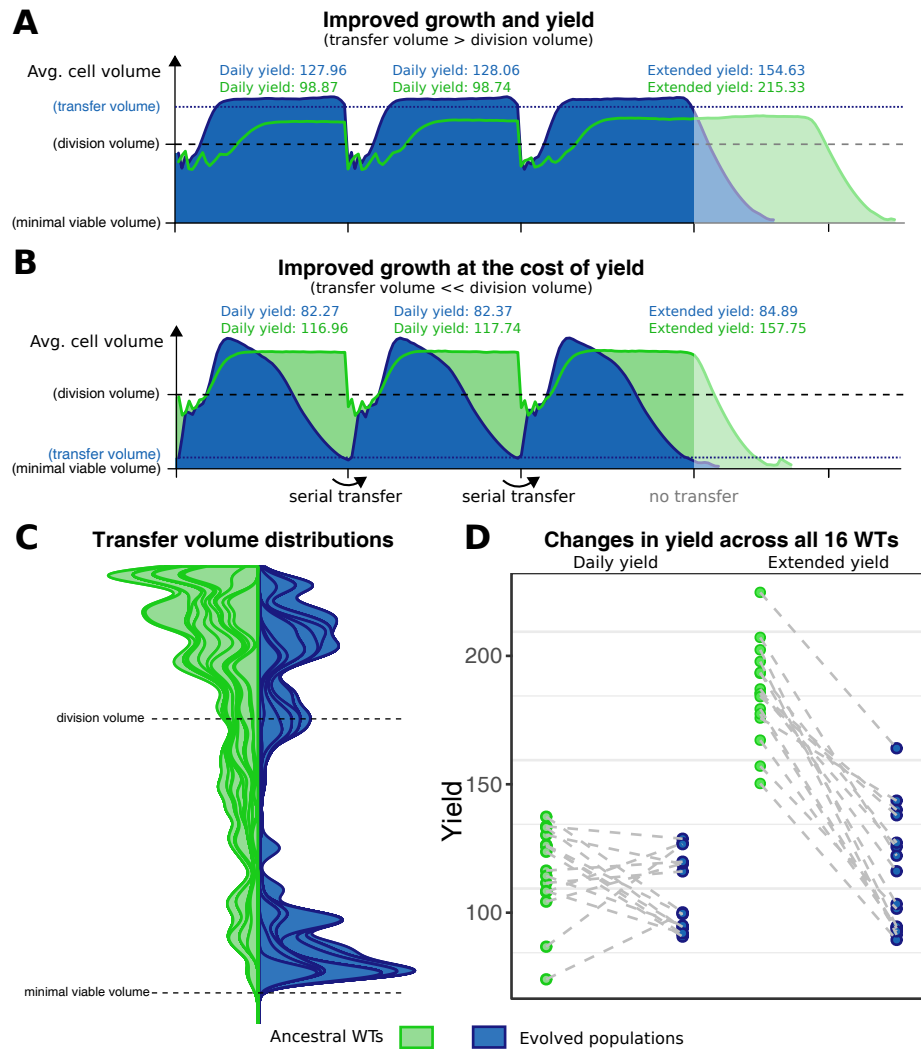 A
Improved growth and yield
(transfer volume > division volume)
Avg. cell volume
Daily yield: 127.96
Daily yield: 98.87
Daily yield: 128.06
Daily yield: 98.74
Extended yield: 154.63
Extended yield: 215.33
(transfer volume)
(division volume)
(minimal viable volume)
B
Improved growth at the cost of yield
(transfer volume << division volume)
Avg. cell volume
Daily yield: 82.27
Daily yield: 116.96
Daily yield: 82.37
Daily yield: 117.74
Extended yield: 84.89
Extended yield: 157.75
(division volume)
(transfer volume)
(minimal viable volume)
serial transfer
serial transfer
no transfer
C
Transfer volume distributions
division volume
minimal viable volume
D
Changes in yield across all 16 WTs
Daily yield
Extended yield
Yield
200
150
100
Ancestral WTs
Evolved populations